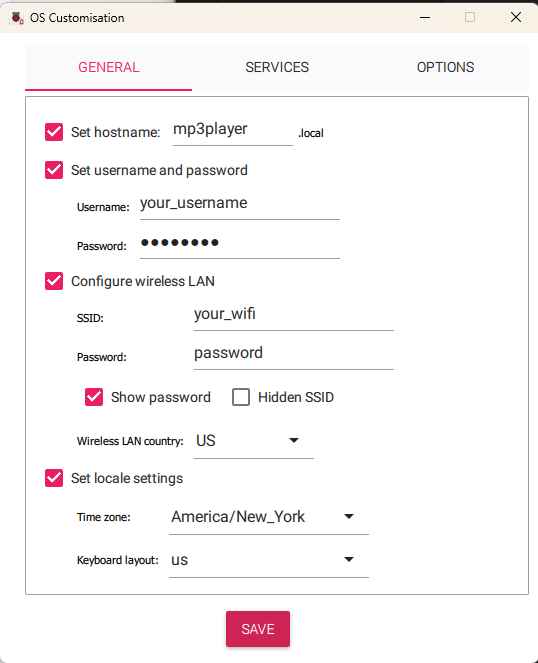 OS Customisation
GENERAL SERVICES OPTIONS
Set hostname: mp3player .local
Set username and password
Username: your_username
Password: ●●●●●●●●
Configure wireless LAN
SSID: your_wifi
Password: password
Show password Hidden SSID
Wireless LAN country: US
Set locale settings
Time zone: America/New_York
Keyboard layout: us
SAVE